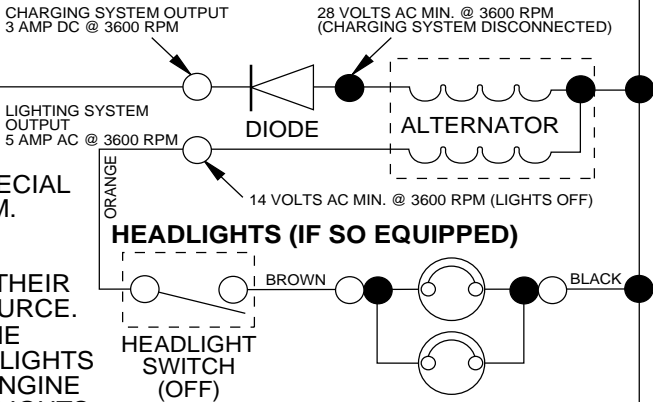 CHARGING SYSTEM OUTPUT
3 AMP DC @ 3600 RPM
28 VOLTS AC MIN. @ 3600 RPM
(CHARGING SYSTEM DISCONNECTED)
LIGHTING SYSTEM
OUTPUT
5 AMP AC @ 3600 RPM
DIODE
ALTERNATOR
ORANGE
14 VOLTS AC MIN. @ 3600 RPM (LIGHTS OFF)
ECIAL
M.
HEADLIGHTS (IF SO EQUIPPED)
THEIR
URCE.
NE
LIGHTS
NGINE
BROWN
BLACK
HEADLIGHT
SWITCH
(OFF)